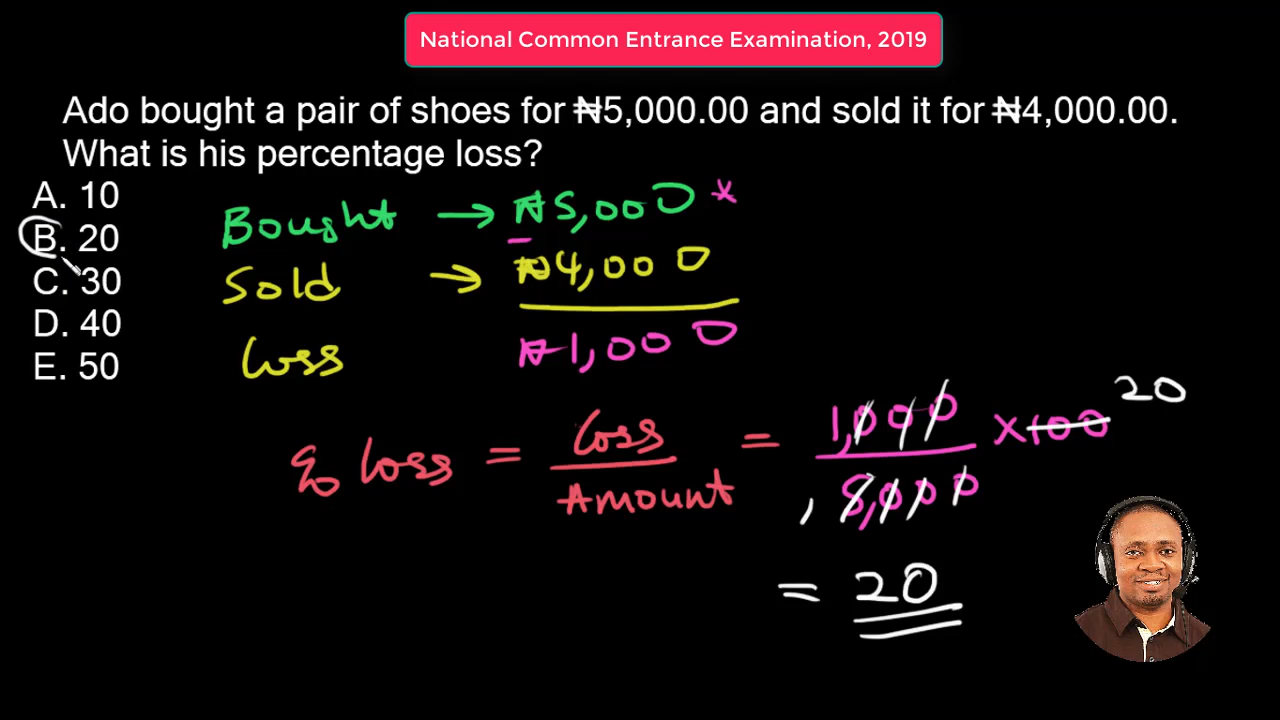 National Common Entrance Examination, 2019
Ado bought a pair of shoes for ₦5,000.00 and sold it for ₦4,000.00.
What is his percentage loss?
A. 10
B. 20
C. 30
D. 40
E. 50
Bought → ₦5,000 *
Sold → ₦4,000
Loss ₦1,000
% loss = Loss / Amount = 1,000 / 5,000 × 100 20
1
= 20